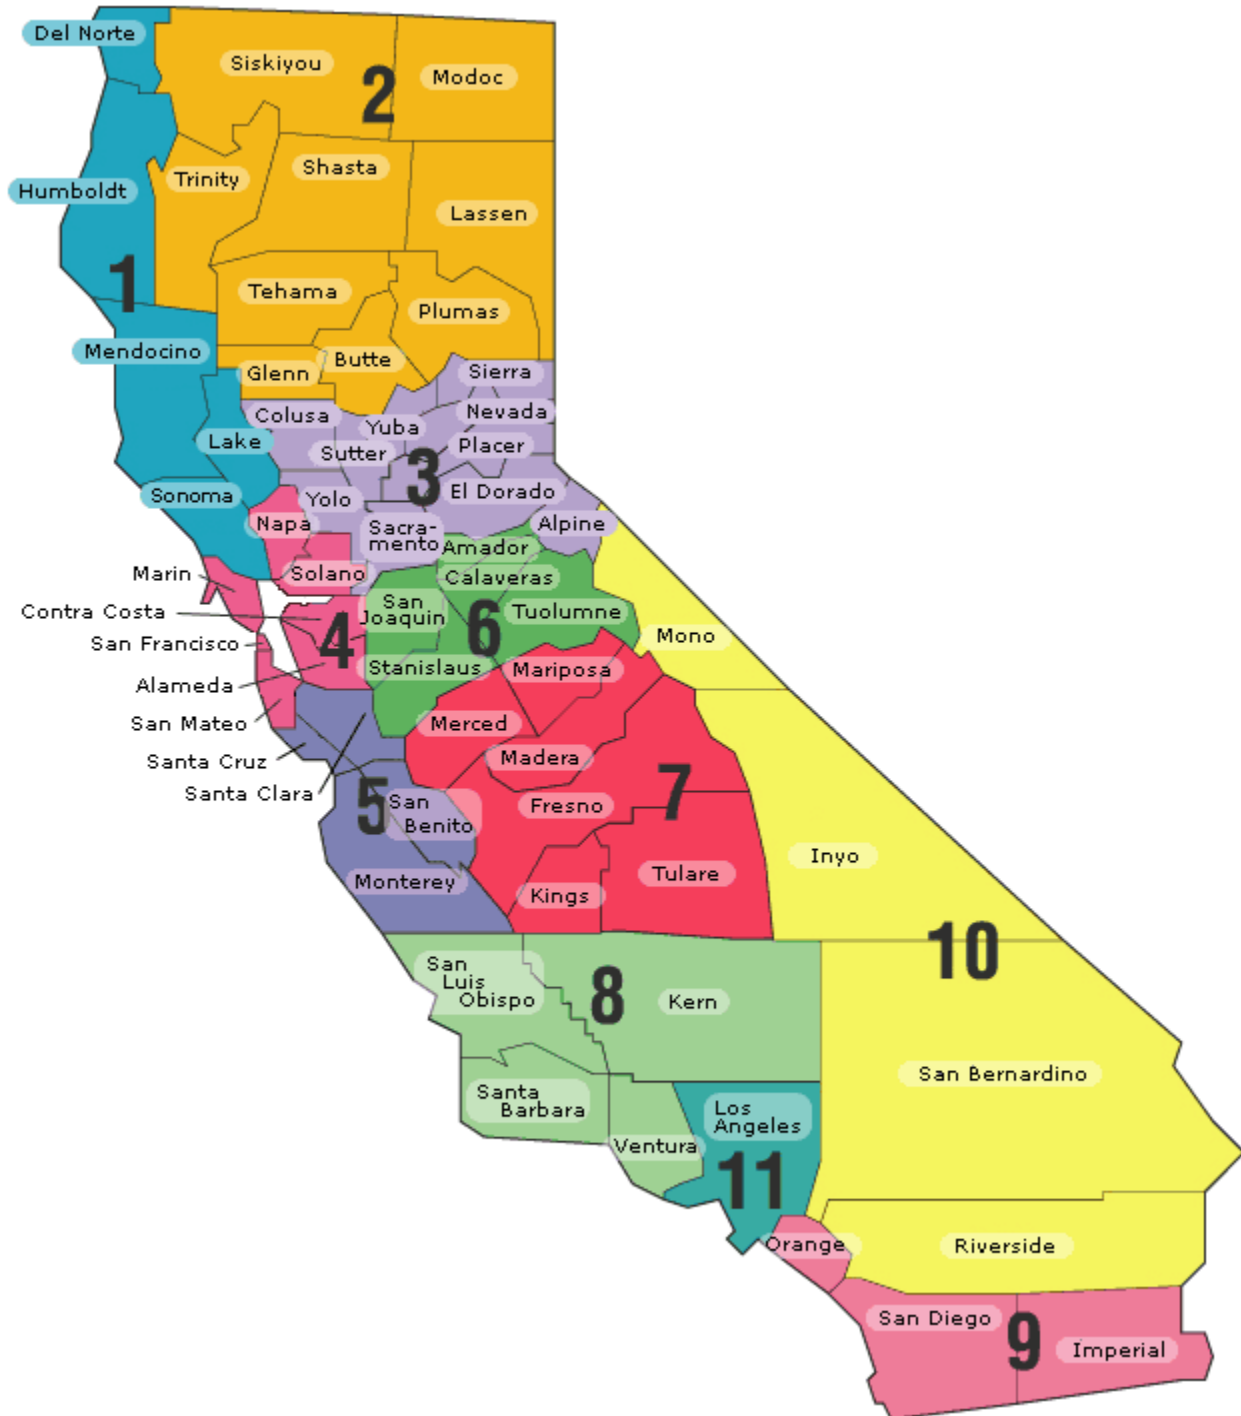 Del Norte
Siskiyou
2
Modoc
Shasta
Trinity
Humboldt
Lassen
1
Tehama
Plumas
Mendocino
Butte
Glenn
Sierra
Colusa
Nevada
Yuba
Lake
Sutter
Placer
3
El Dorado
Sonoma
Yolo
Napa
Sacra-
mento
Alpine
Amador
Marin
Solano
Calaveras
Contra Costa
San
Joaquin
Tuolumne
4
6
San Francisco
Mono
Stanislaus
Mariposa
Alameda
San Mateo
Merced
Santa Cruz
Madera
Santa Clara
5
San
Benito
Fresno
7
Inyo
Monterey
Kings
Tulare
10
San
Luis
Obispo
8
Kern
San Bernardino
Santa
Barbara
Los
Angeles
Ventura
11
Orange
Riverside
San Diego
9
Imperial